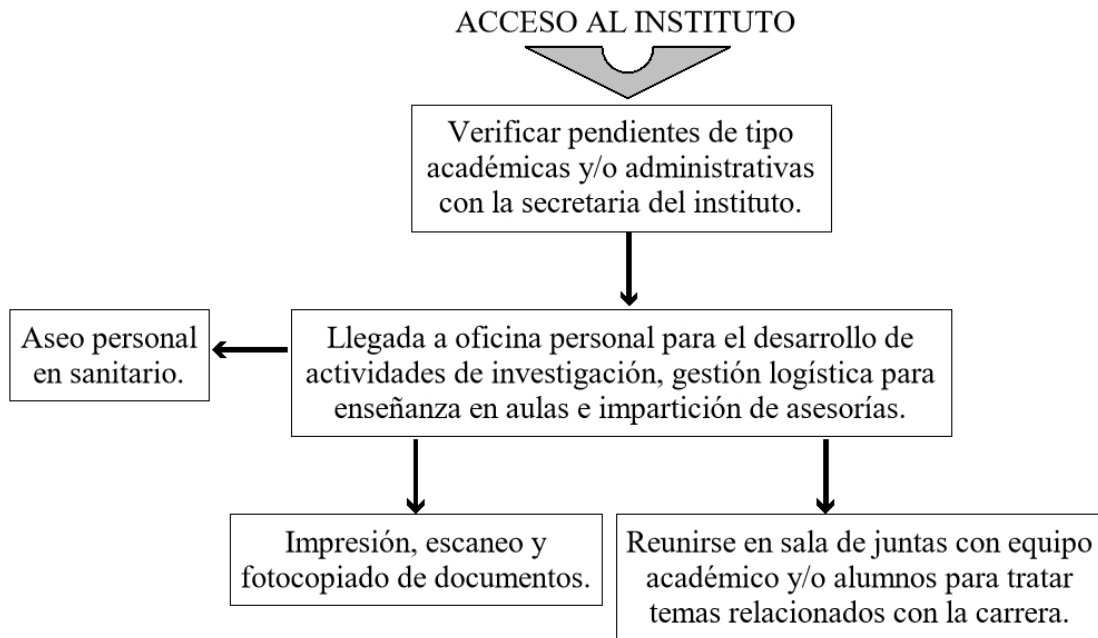 ACCESO AL INSTITUTO
Verificar pendientes de tipo
académicas y/o administrativas
con la secretaria del instituto.
Aseo personal
en sanitario.
Llegada a oficina personal para el desarrollo de
actividades de investigación, gestión logística para
enseñanza en aulas e impartición de asesorías.
Impresión, escaneo y
fotocopiado de documentos.
Reunirse en sala de juntas con equipo
académico y/o alumnos para tratar
temas relacionados con la carrera.